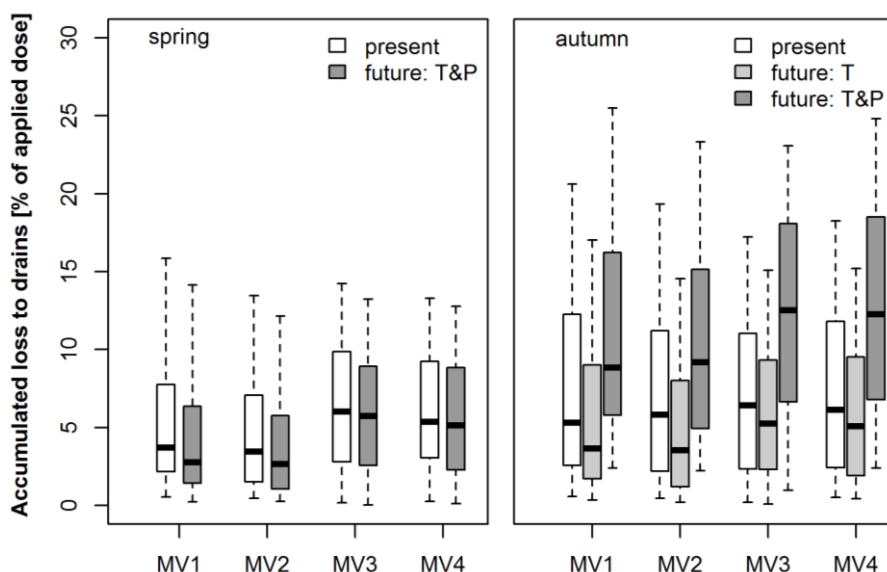 Accumulated loss to drains [% of applied dose]
30
25
20
15
10
5
0
spring
present
future: T&P
MV1 MV2 MV3 MV4
autumn
present
future: T
future: T&P
MV1 MV2 MV3 MV4